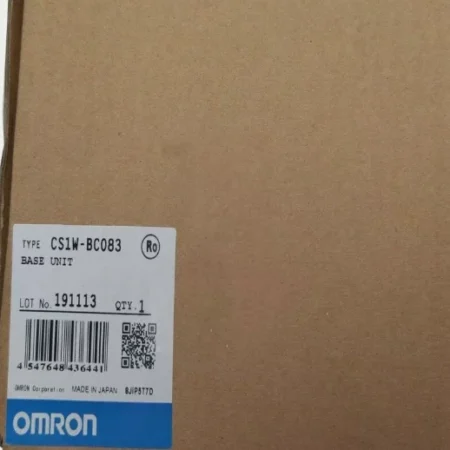 TYPE CS1W-BC083 Ro
BASE UNIT
LOT No. 191113 QTY. 1
4 547648 436441
OMRON Corporation MADE IN JAPAN
OMRON